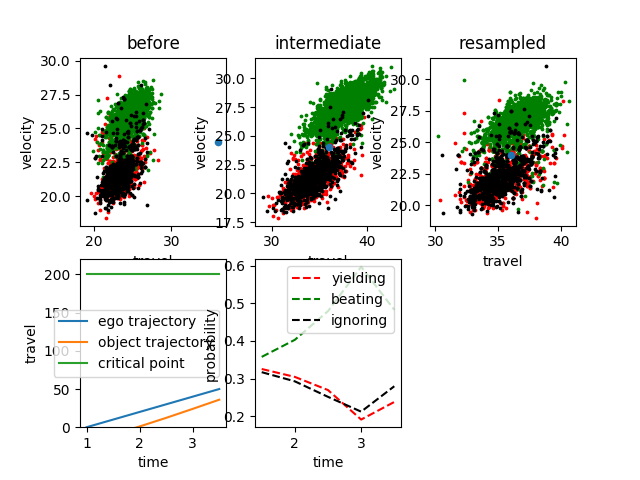 before
intermediate
resampled
30.0
27.5
25.0
22.5
20.0
velocity
20
30
travel
30.0
27.5
25.0
22.5
20.0
17.5
velocity
30
40
travel
30.0
27.5
25.0
22.5
20.0
velocity
30
35
40
travel
200
150
100
50
0
travel
ego trajectory
object trajectory
critical point
1
2
3
time
0.6
0.5
0.4
0.3
0.2
probability
yielding
beating
ignoring
2
3
time